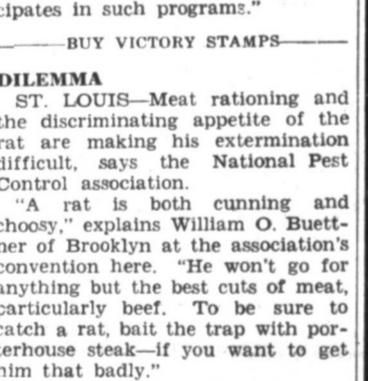 cipates in such programs."
BUY VICTORY STAMPS
DILEMMA
ST. LOUIS—Meat rationing and
the discriminating appetite of the
rat are making his extermination
difficult, says the National Pest
Control association.
"A rat is both cunning and
choosy," explains William O. Buett-
ner of Brooklyn at the association's
convention here. "He won't go for
anything but the best cuts of meat,
particularly beef. To be sure to
catch a rat, bait the trap with por-
terhouse steak—if you want to get
him that badly."